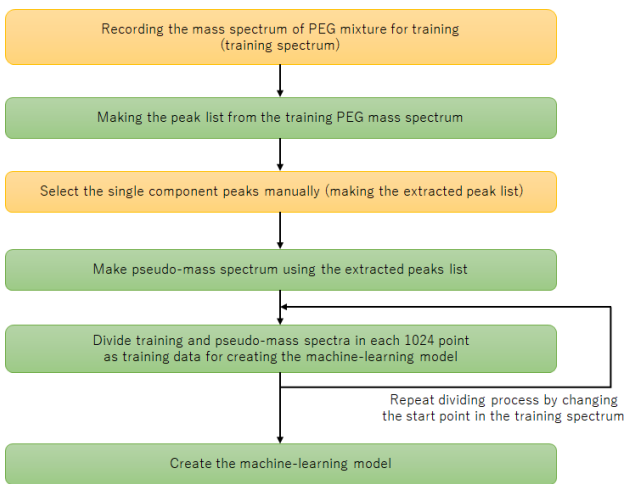 Recording the mass spectrum of PEG mixture for training
(training spectrum)
Making the peak list from the training PEG mass spectrum
Select the single component peaks manually (making the extracted peak list)
Make pseudo-mass spectrum using the extracted peaks list
Divide training and pseudo-mass spectra in each 1024 point
as training data for creating the machine-learning model
Repeat dividing process by changing
the start point in the training spectrum
Create the machine-learning model